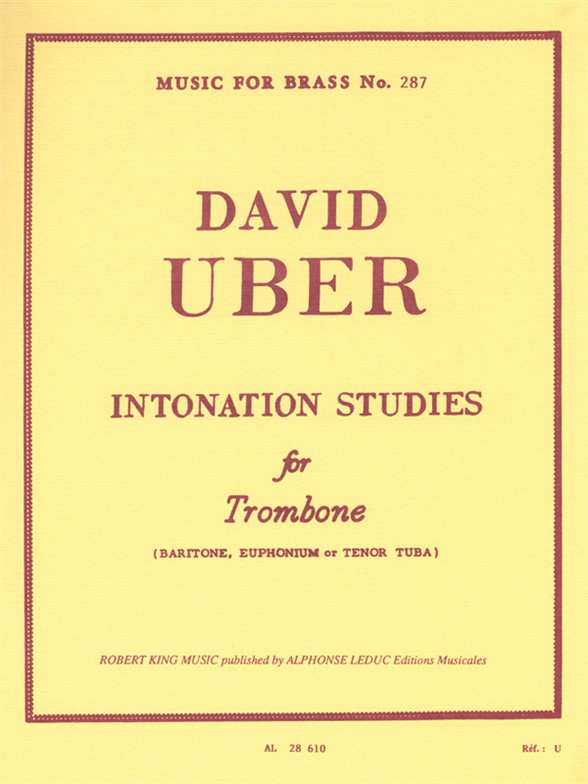 MUSIC FOR BRASS No. 287
DAVID
UBER
INTONATION STUDIES
for
Trombone
(BARITONE, EUPHONIUM or TENOR TUBA)
ROBERT KING MUSIC published by ALPHONSE LEDUC Editions Musicales
AL 28 610
Réf. : U